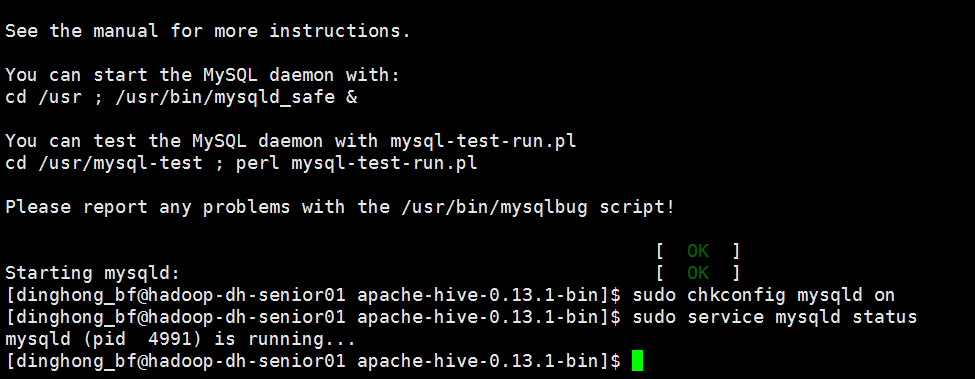 See the manual for more instructions.
You can start the MySQL daemon with:
cd /usr ; /usr/bin/mysqld_safe &
You can test the MySQL daemon with mysql-test-run.pl
cd /usr/mysql-test ; perl mysql-test-run.pl
Please report any problems with the /usr/bin/mysqlbug script!
[  OK  ]
Starting mysqld:                                           [  OK  ]
[dinghong_bf@hadoop-dh-senior01 apache-hive-0.13.1-bin]$ sudo chkconfig mysqld on
[dinghong_bf@hadoop-dh-senior01 apache-hive-0.13.1-bin]$ sudo service mysqld status
mysqld (pid  4991) is running...
[dinghong_bf@hadoop-dh-senior01 apache-hive-0.13.1-bin]$